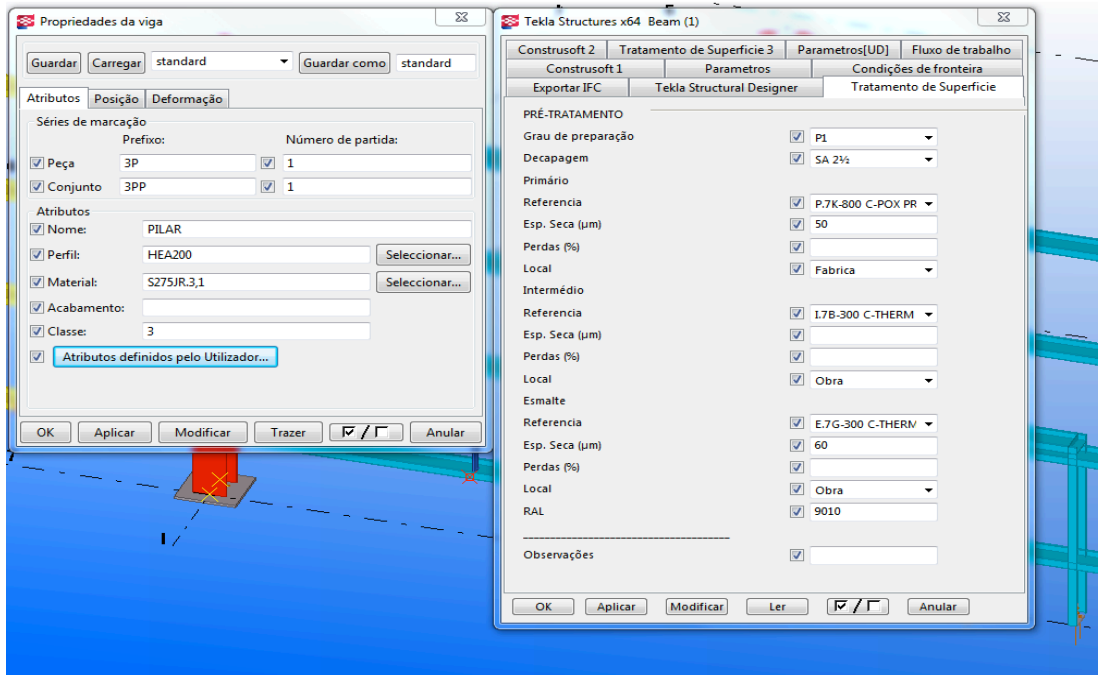 Propriedades da viga
Guardar Carregar standard Guardar como standard
Atributos Posição Deformação
Séries de marcação
Prefixo: Número de partida:
Peça 3P 1
Conjunto 3PP 1
Atributos
Nome: PILAR
Perfil: HEA200 Seleccionar...
Material: S275JR.3,1 Seleccionar...
Acabamento:
Classe: 3
Atributos definidos pelo Utilizador...
OK Aplicar Modificar Trazer / Anular
Tekla Structures x64 Beam (1)
Construsoft 2 Tratamento de Superficie 3 Parametros[UD] Fluxo de trabalho
Construsoft 1 Parametros Condições de fronteira
Exportar IFC Tekla Structural Designer Tratamento de Superficie
PRÉ-TRATAMENTO
Grau de preparação P1
Decapagem SA 2½
Primário
Referencia P.7K-800 C-POX PR
Esp. Seca (µm) 50
Perdas (%)
Local Fabrica
Intermédio
Referencia I.7B-300 C-THERM
Esp. Seca (µm)
Perdas (%)
Local Obra
Esmalte
Referencia E.7G-300 C-THERM
Esp. Seca (µm) 60
Perdas (%)
Local Obra
RAL 9010
Observações
OK Aplicar Modificar Ler / Anular